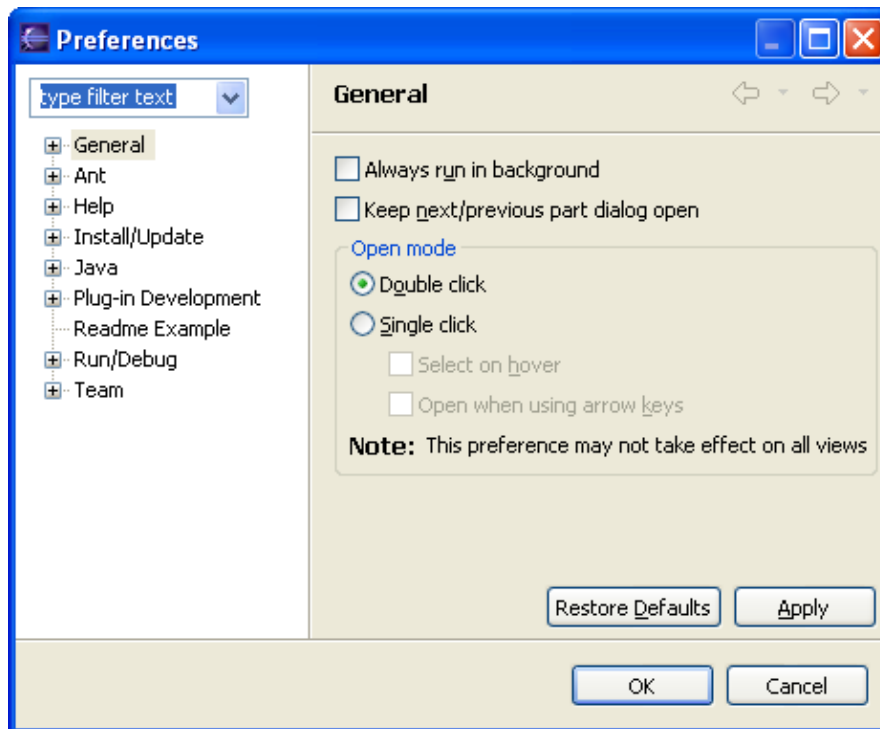 Preferences
type filter text
General
Ant
Help
Install/Update
Java
Plug-in Development
Readme Example
Run/Debug
Team
General
Always run in background
Keep next/previous part dialog open
Open mode
Double click
Single click
Select on hover
Open when using arrow keys
Note: This preference may not take effect on all views
Restore Defaults
Apply
OK
Cancel